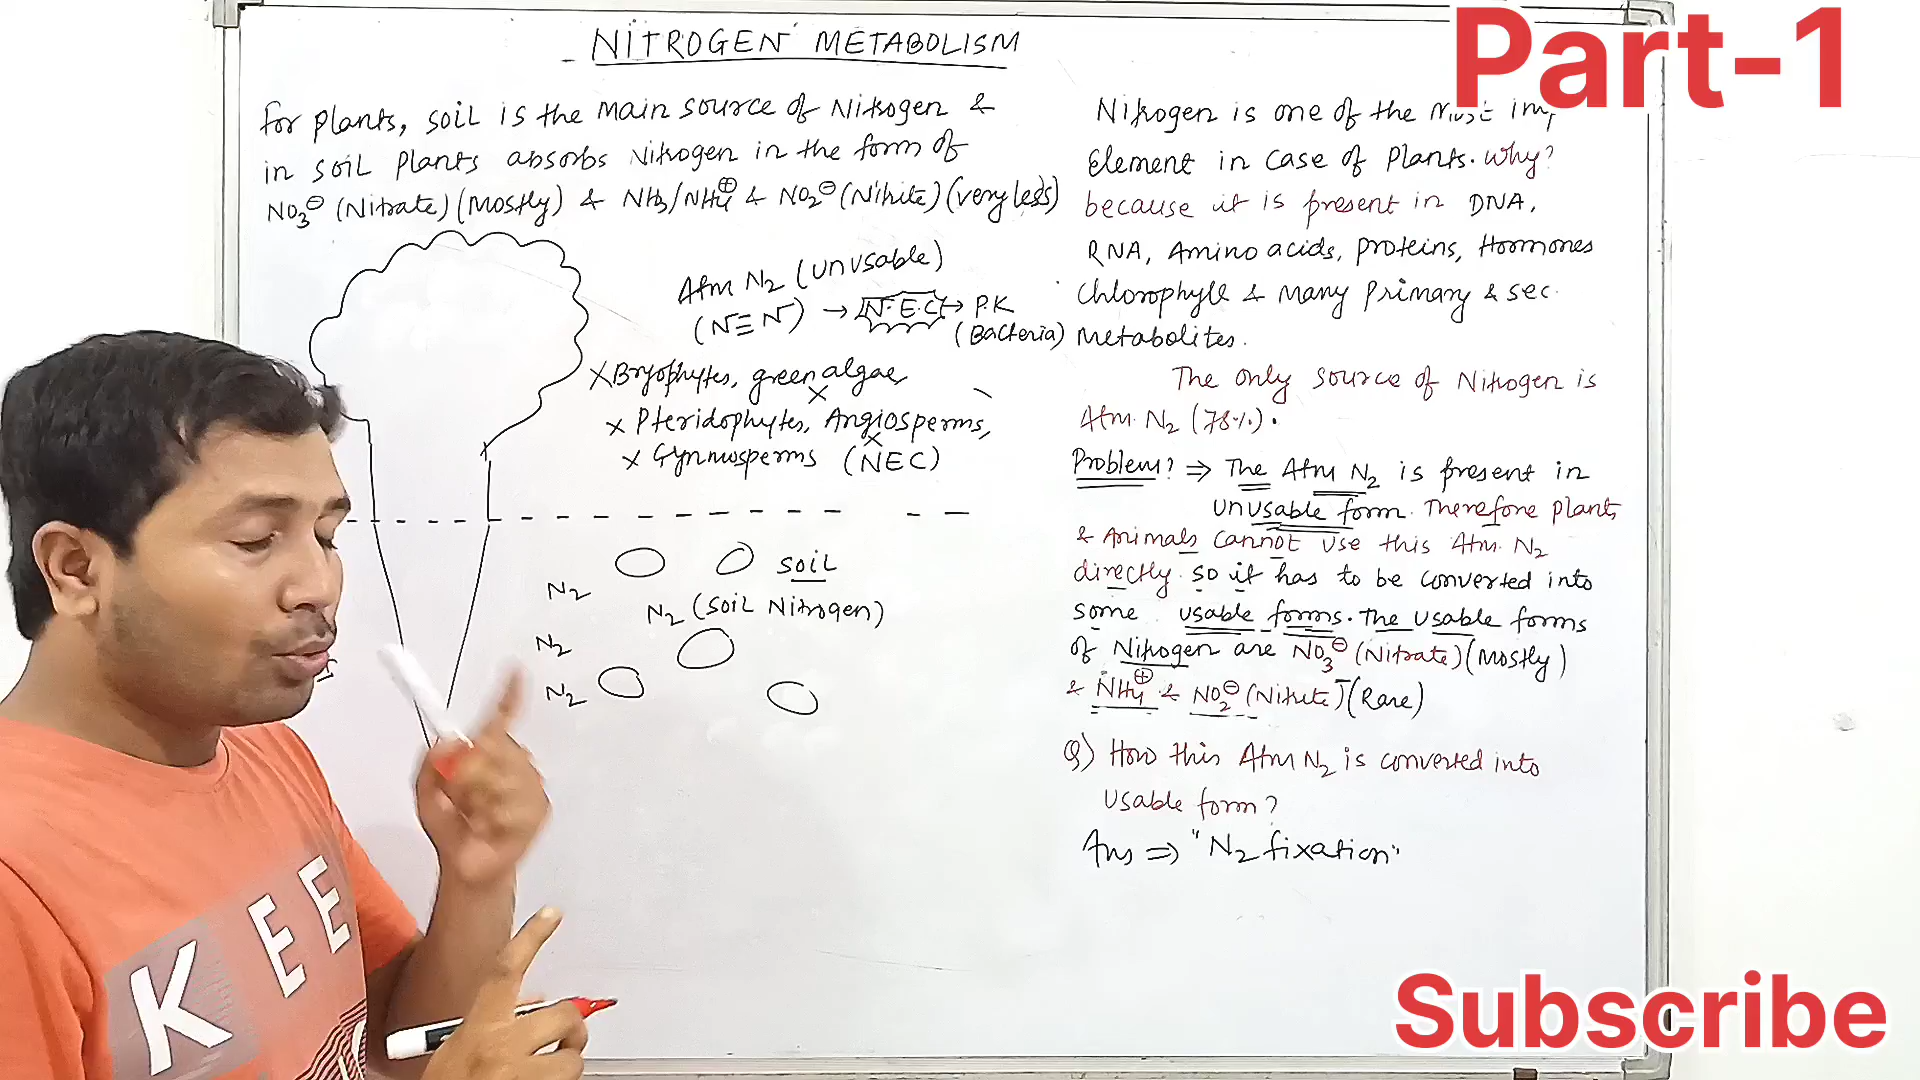 NITROGEN METABOLISM
Part-1
for plants, soil is the main source of Nitrogen &
in soil plants absorbs Nitrogen in the form of
NO3⊖ (Nitrate) (Mostly) & NH3/NH4⊕ & NO2⊖ (Nitrite) (very less)
Atm N2 (unusable)
(N≡N) → N.E.C → P.K
(Bacteria)
x Bryophytes, green algae,
x
x Pteridophytes, Angiosperms,
x
x Gymnosperms (NEC)
soil
N2
N2 (soil Nitrogen)
N2
N2
Nitrogen is one of the most imp
Element in case of plants. Why?
because it is present in DNA,
RNA, Amino acids, proteins, Hormones
Chlorophyll & Many primary & sec.
Metabolites.
The only source of Nitrogen is
Atm. N2 (78%).
Problem? ⇒ The Atm N2 is present in
unusable form. Therefore plants
& Animals cannot use this Atm. N2
directly. so it has to be converted into
some usable forms. The usable forms
of Nitrogen are NO3⊖ (Nitrate) (Mostly)
& NH4⊕ & NO2⊖ (Nitrite) (Rare)
Q) How this Atm N2 is converted into
usable form?
Ans ⇒ "N2 fixation"
KEE
Subscribe